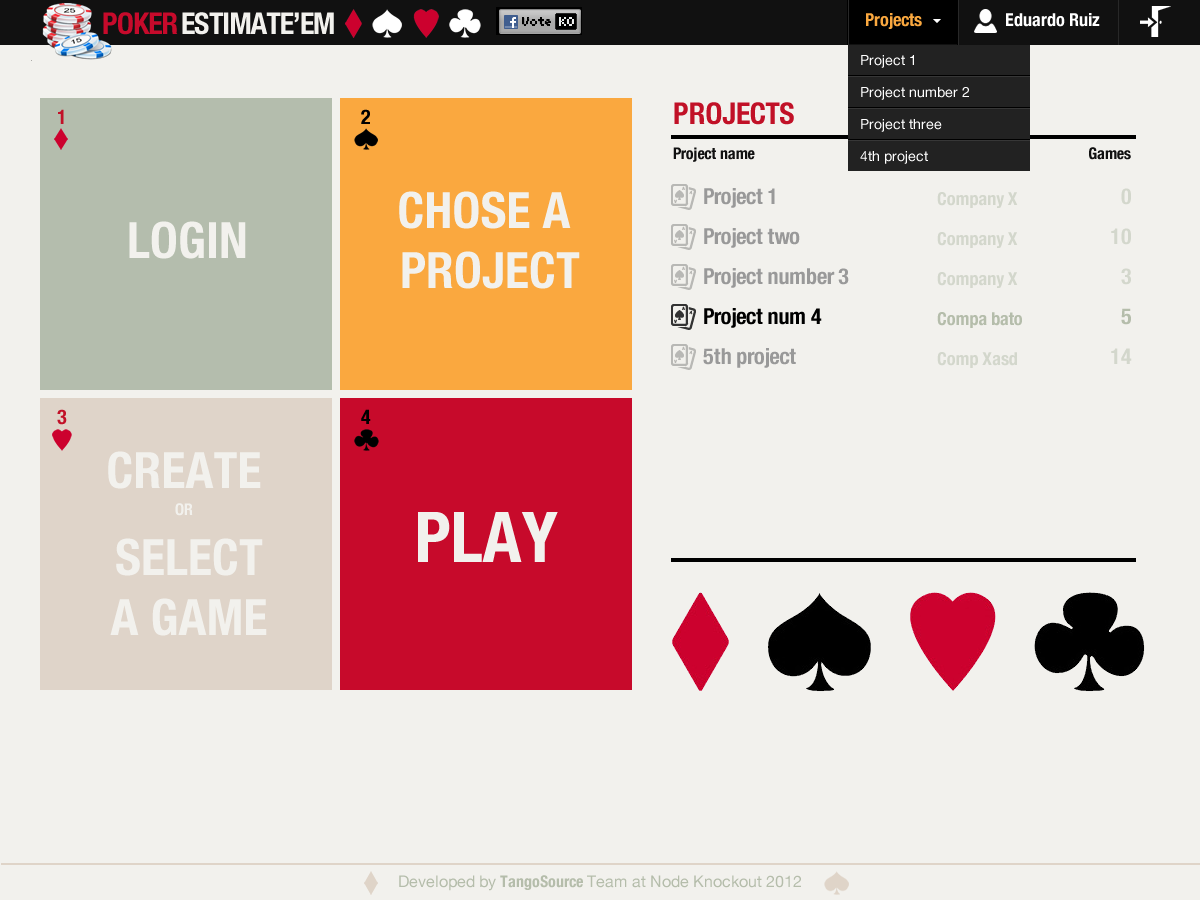 25
15
POKER ESTIMATE'EM
f Vote KO
Projects
Eduardo Ruiz
Project 1
Project number 2
Project three
4th project
1
LOGIN
2
CHOSE A
PROJECT
3
CREATE
OR
SELECT
A GAME
4
PLAY
PROJECTS
Project name Games
Project 1 Company X 0
Project two Company X 10
Project number 3 Company X 3
Project num 4 Compa bato 5
5th project Comp Xasd 14
Developed by TangoSource Team at Node Knockout 2012